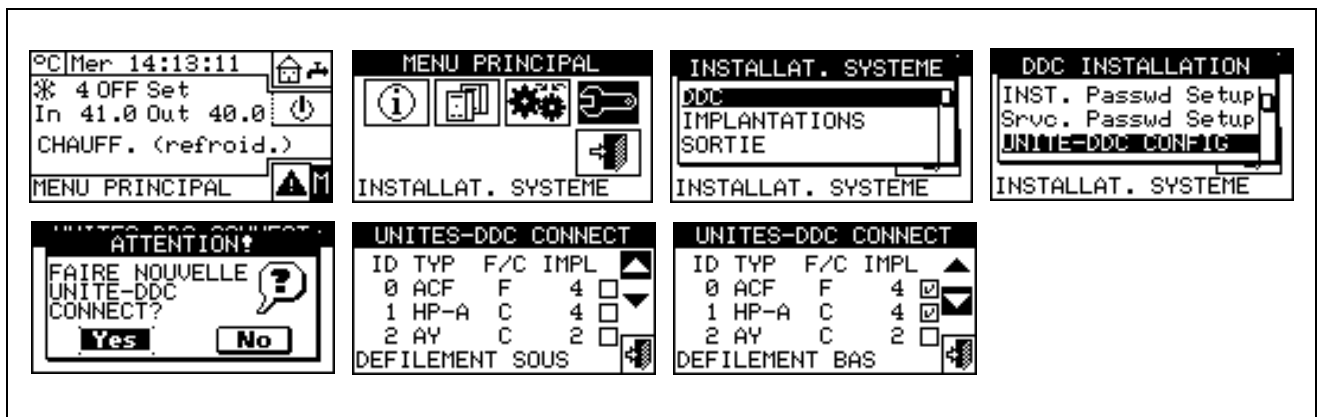 °C Mer 14:13:11
4 OFF Set
In 41.0 Out 40.0
CHAUFF. (refroid.)
MENU PRINCIPAL
M
MENU PRINCIPAL
INSTALLAT. SYSTEME
INSTALLAT. SYSTEME
DDC
IMPLANTATIONS
SORTIE
INSTALLAT. SYSTEME
DDC INSTALLATION
INST. Passwd Setup
Srvc. Passwd Setup
UNITE-DDC CONFIG
INSTALLAT. SYSTEME
ATTENTION!
FAIRE NOUVELLE
UNITE-DDC
CONNECT?
Yes No
UNITES-DDC CONNECT
ID TYP F/C IMPL
0 ACF F 4
1 HP-A C 4
2 AY C 2
DEFILEMENT SOUS
UNITES-DDC CONNECT
ID TYP F/C IMPL
0 ACF F 4
1 HP-A C 4
2 AY C 2
DEFILEMENT BAS